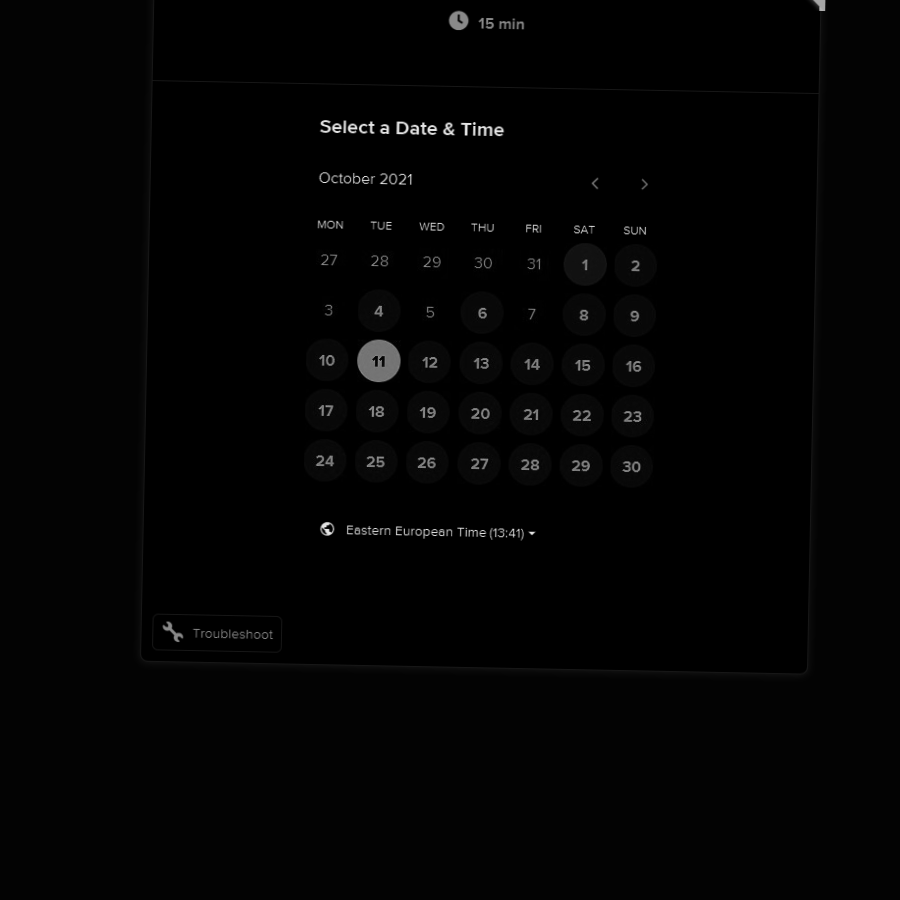 15 min
Select a Date & Time
October 2021
MON TUE WED THU FRI SAT SUN
27 28 29 30 31 1 2
3 4 5 6 7 8 9
10 11 12 13 14 15 16
17 18 19 20 21 22 23
24 25 26 27 28 29 30
Eastern European Time (13:41)
Troubleshoot